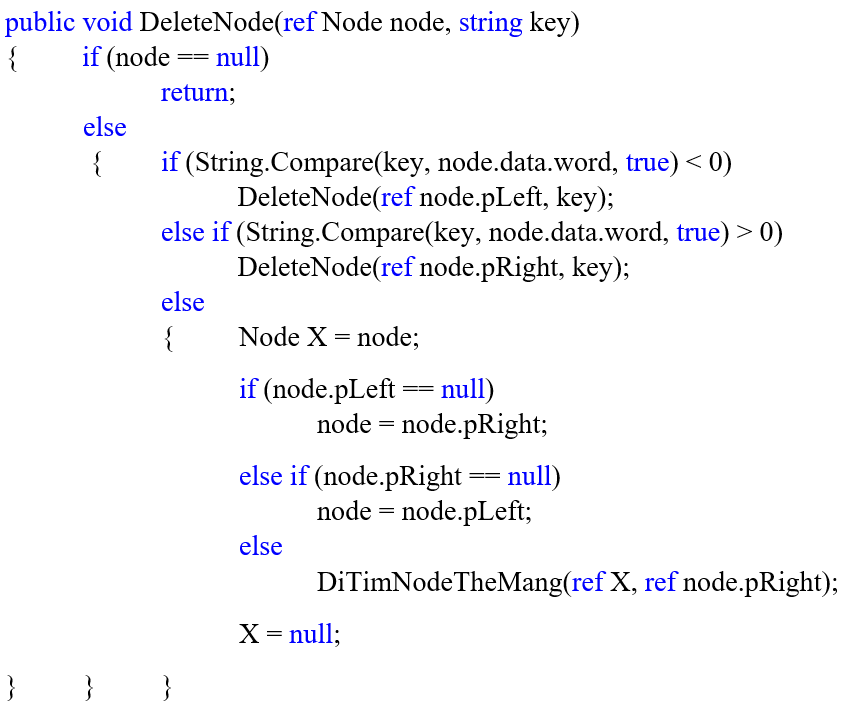 public void DeleteNode(ref Node node, string key)
{ if (node == null)
return;
else
{ if (String.Compare(key, node.data.word, true) < 0)
DeleteNode(ref node.pLeft, key);
else if (String.Compare(key, node.data.word, true) > 0)
DeleteNode(ref node.pRight, key);
else
{ Node X = node;
if (node.pLeft == null)
node = node.pRight;
else if (node.pRight == null)
node = node.pLeft;
else
DiTimNodeTheMang(ref X, ref node.pRight);
X = null;
} } }